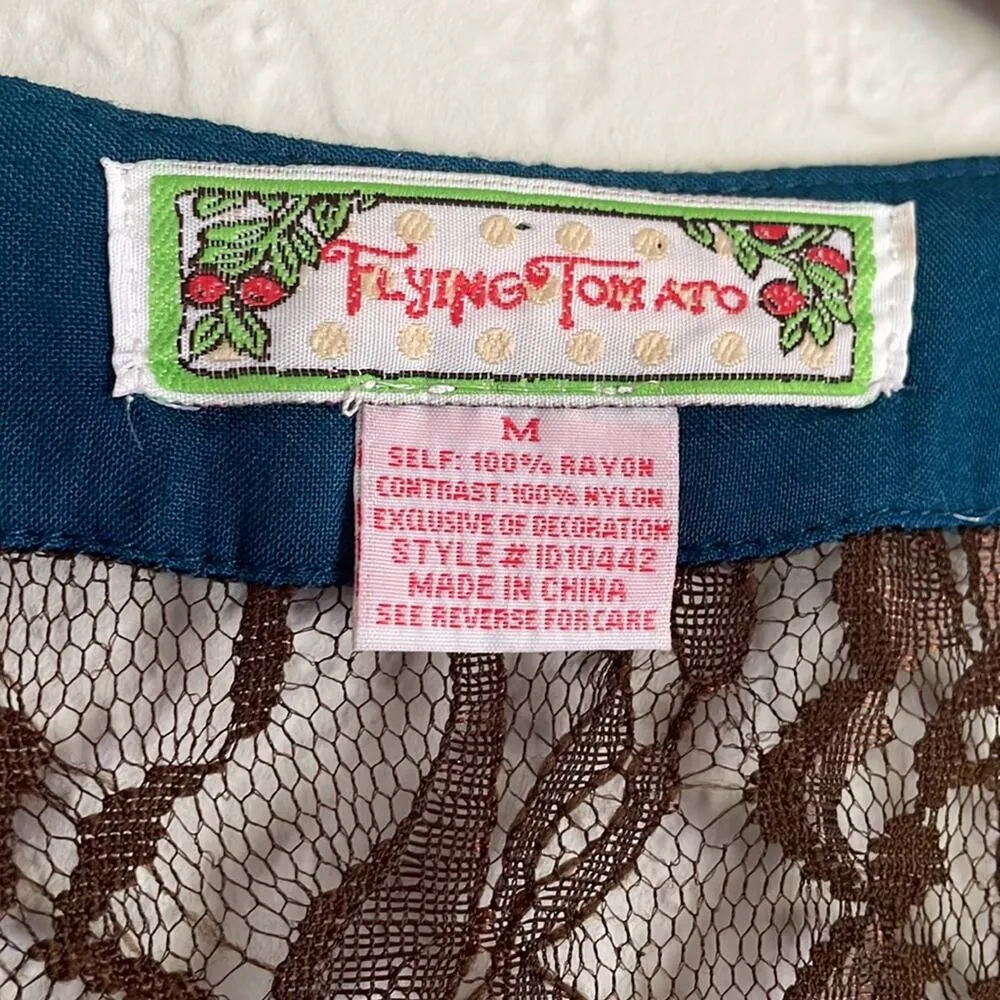 FLYING TOMATO
M
SELF: 100% RAYON
CONTRAST: 100% NYLON
EXCLUSIVE OF DECORATION
STYLE # ID10442
MADE IN CHINA
SEE REVERSE FOR CARE